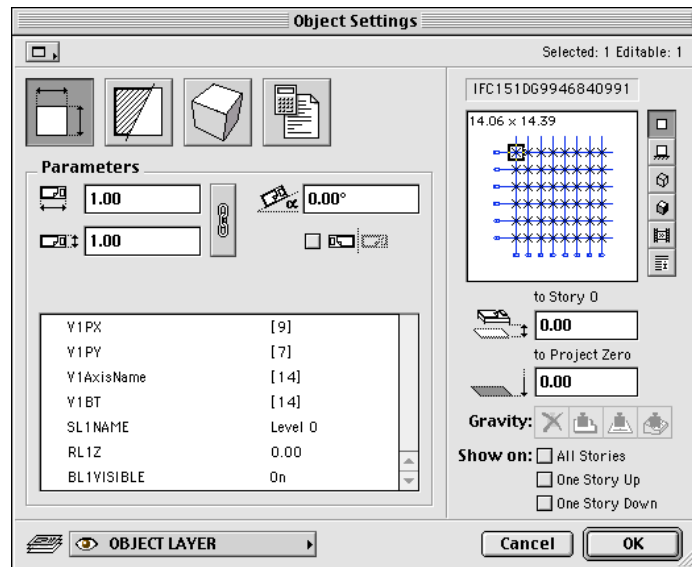 Object Settings
Selected: 1 Editable: 1
IFC151DG9946840991
14.06 x 14.39
Parameters
1.00
α 0.00°
1.00
V1PX [9]
V1PY [7]
V1AxisName [14]
V1BT [14]
SL1NAME Level 0
RL1Z 0.00
BL1VISIBLE On
to Story 0
0.00
to Project Zero
0.00
Gravity:
Show on: All Stories
One Story Up
One Story Down
OBJECT LAYER
Cancel OK